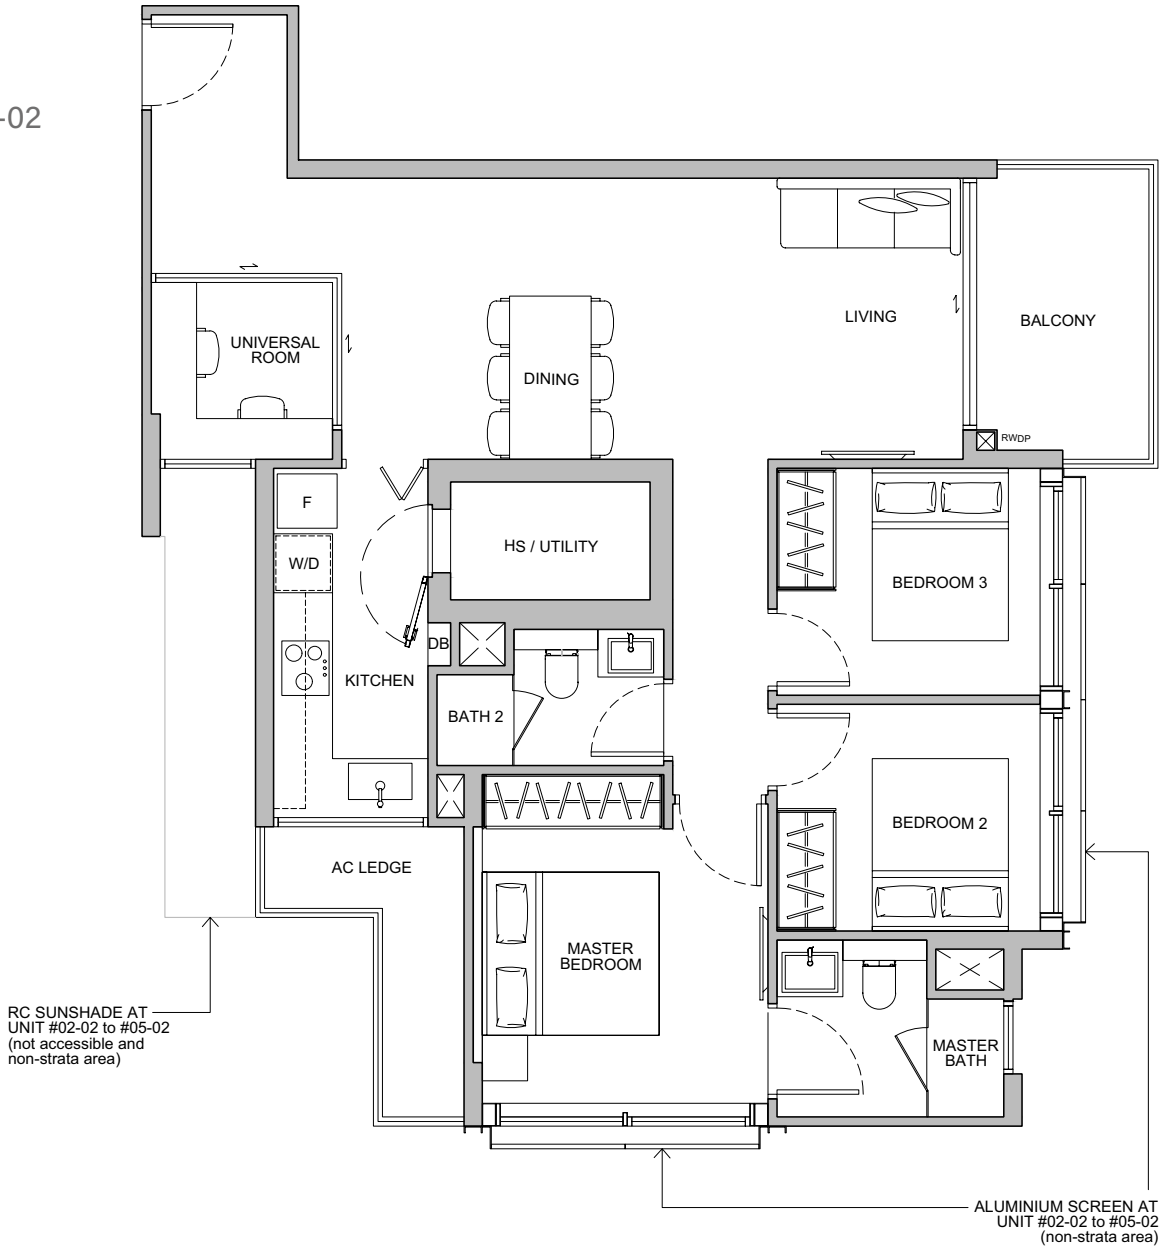 -02
UNIVERSAL
ROOM
LIVING
BALCONY
DINING
RWDP
F
HS / UTILITY
W/D
BEDROOM 3
DB
KITCHEN
BATH 2
BEDROOM 2
AC LEDGE
MASTER
BEDROOM
RC SUNSHADE AT
UNIT #02-02 to #05-02
(not accessible and
non-strata area)
MASTER
BATH
ALUMINIUM SCREEN AT
UNIT #02-02 to #05-02
(non-strata area)